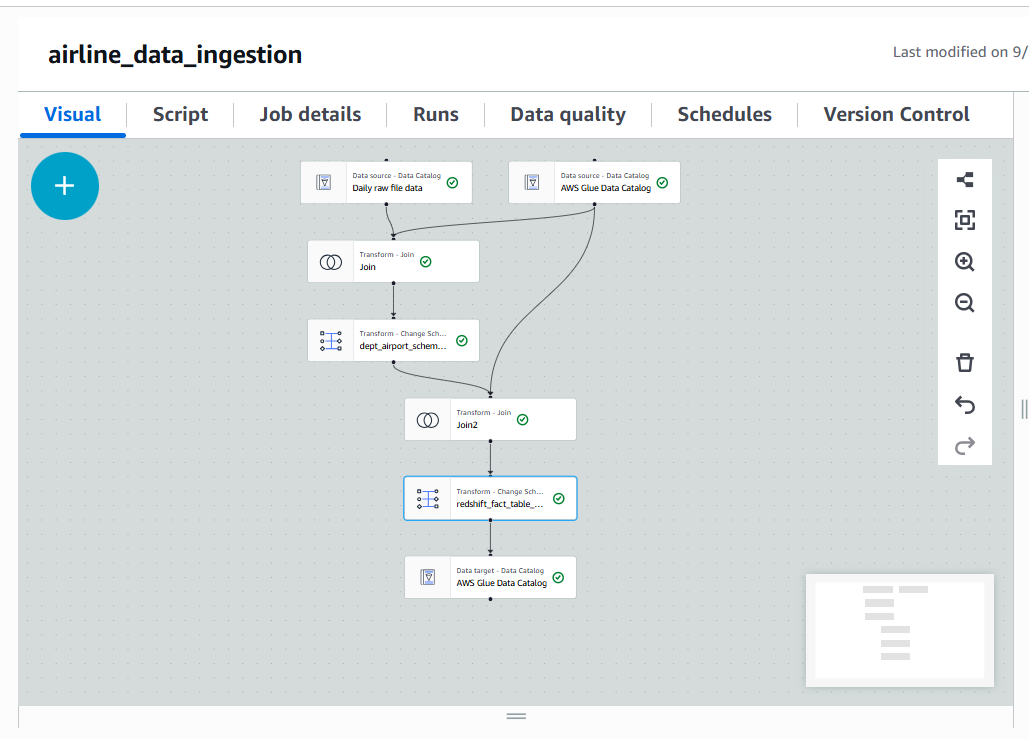 airline_data_ingestion
Last modified on 9/
Visual
Script
Job details
Runs
Data quality
Schedules
Version Control
Data source - Data Catalog
Daily raw file data
Data source - Data Catalog
AWS Glue Data Catalog
Transform - Join
Join
Transform - Change Sch...
dept_airport_schem...
Transform - Join
Join2
Transform - Change Sch...
redshift_fact_table_...
Data target - Data Catalog
AWS Glue Data Catalog